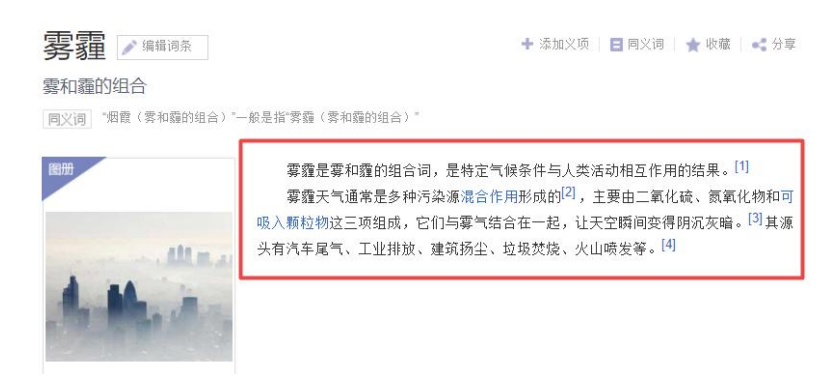 雾霾 编辑词条 添加义项 同义词 收藏 分享
雾和霾的组合
同义词 "烟霞（雾和霾的组合）"一般是指"雾霾（雾和霾的组合）"
图册
雾霾是雾和霾的组合词，是特定气候条件与人类活动相互作用的结果。[1]
雾霾天气通常是多种污染源混合作用形成的[2]，主要由二氧化硫、氮氧化物和可
吸入颗粒物这三项组成，它们与雾气结合在一起，让天空瞬间变得阴沉灰暗。[3]其源
头有汽车尾气、工业排放、建筑扬尘、垃圾焚烧、火山喷发等。[4]